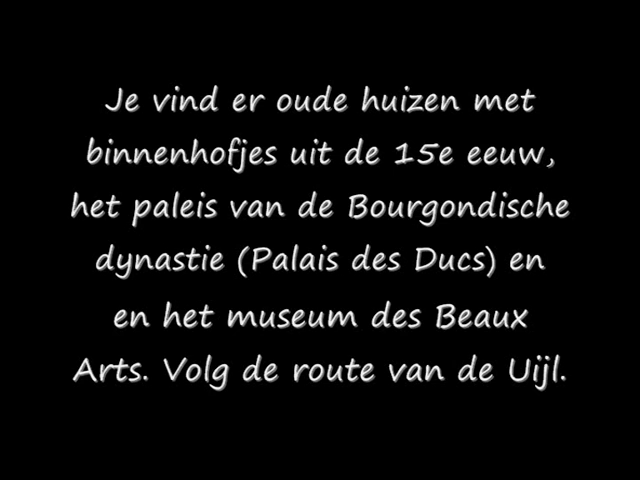 Je vind er oude huizen met
binnenhofjes uit de 15e eeuw,
het paleis van de Bourgondische
dynastie (Palais des Ducs) en
en het museum des Beaux
Arts. Volg de route van de Uijl.